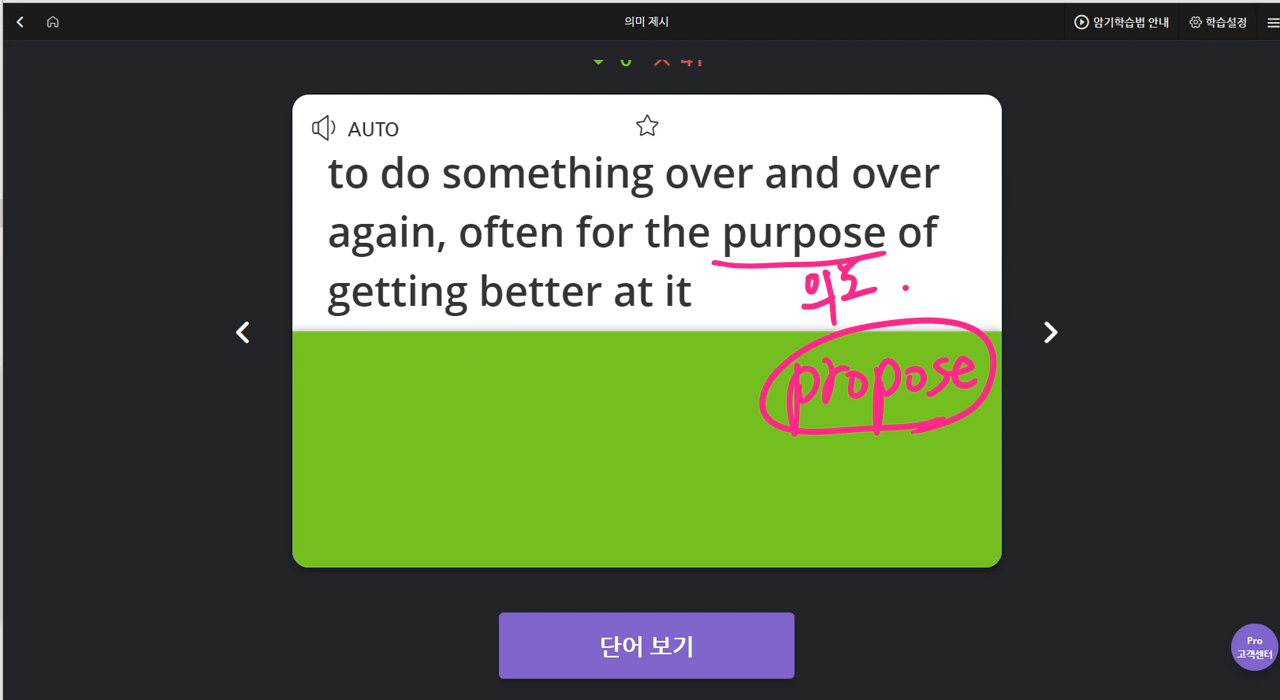 의미 제시
암기학습법 안내
학습설정
AUTO
to do something over and over
again, often for the purpose of
getting better at it
의도.
propose
단어 보기
Pro
고객센터